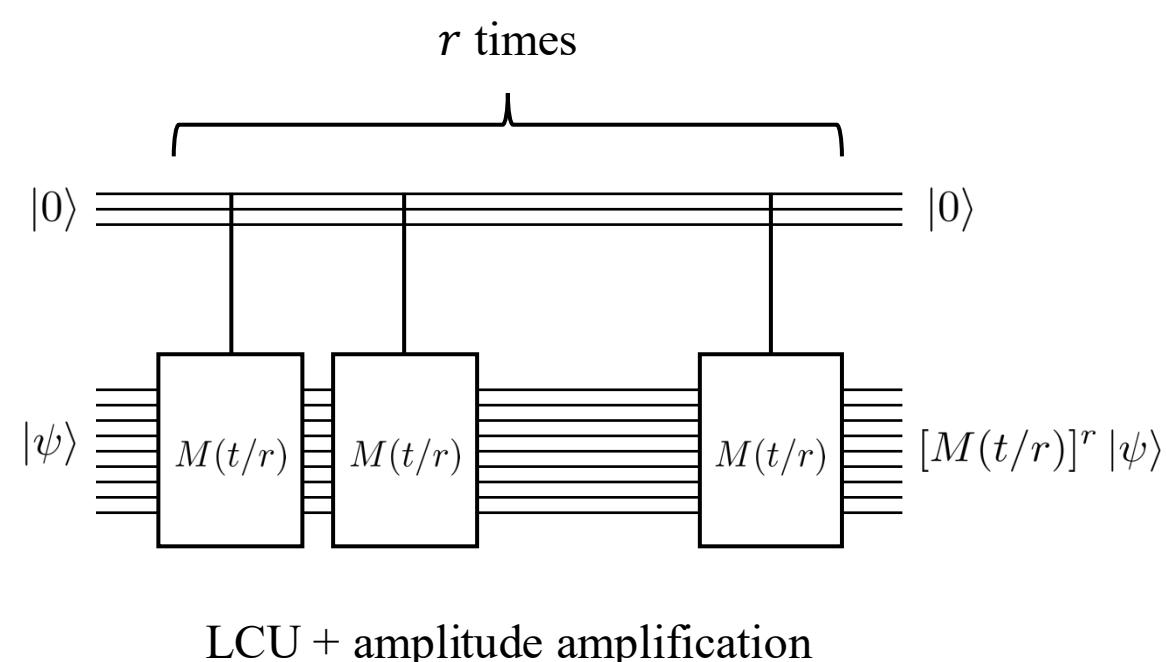 r times
|0⟩ |0⟩
M(t/r) M(t/r) M(t/r)
|ψ⟩ [M(t/r)]^r |ψ⟩
LCU + amplitude amplification